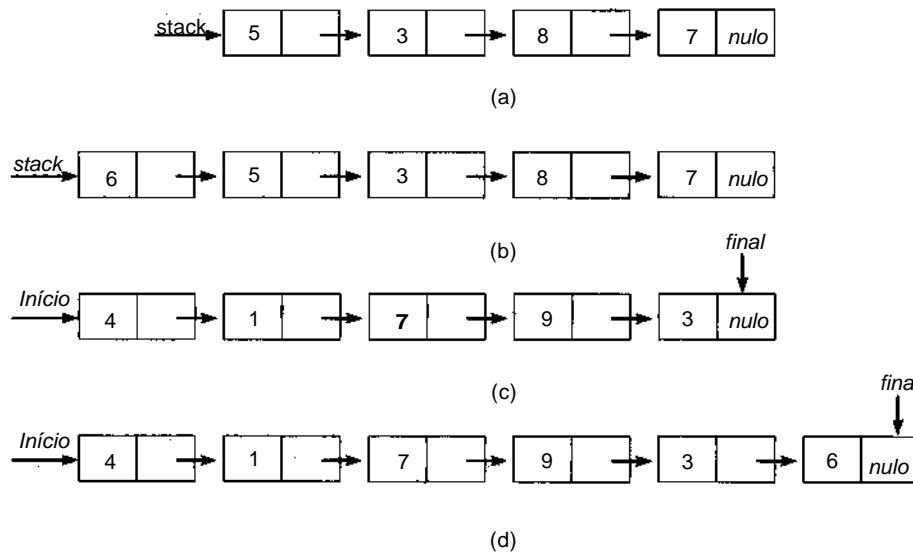 stack 5 3 8 7 nulo
(a)
stack 6 5 3 8 7 nulo
(b)
final
Início 4 1 7 9 3 nulo
(c)
final
Início 4 1 7 9 3 6 nulo
(d)